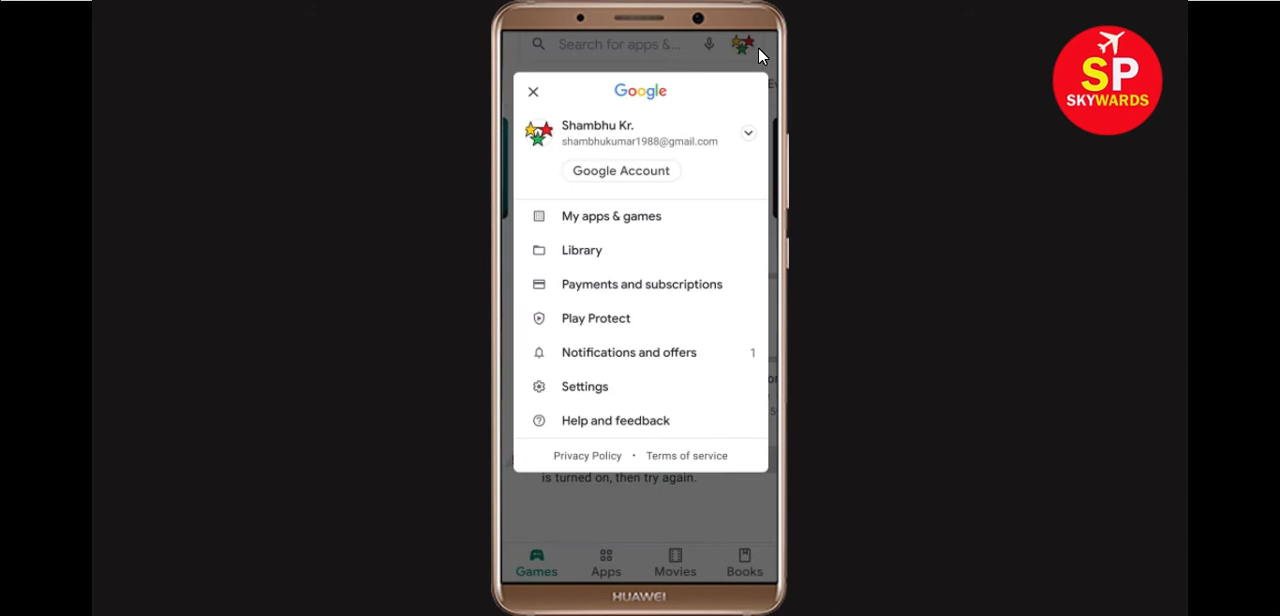 Search for apps &...
SP
SKYWARDS
Google
Shambhu Kr.
shambhukumar1988@gmail.com
Google Account
My apps & games
Library
Payments and subscriptions
Play Protect
Notifications and offers 1
Settings
Help and feedback
Privacy Policy • Terms of service
is turned on, then try again.
Games Apps Movies Books
HUAWEI